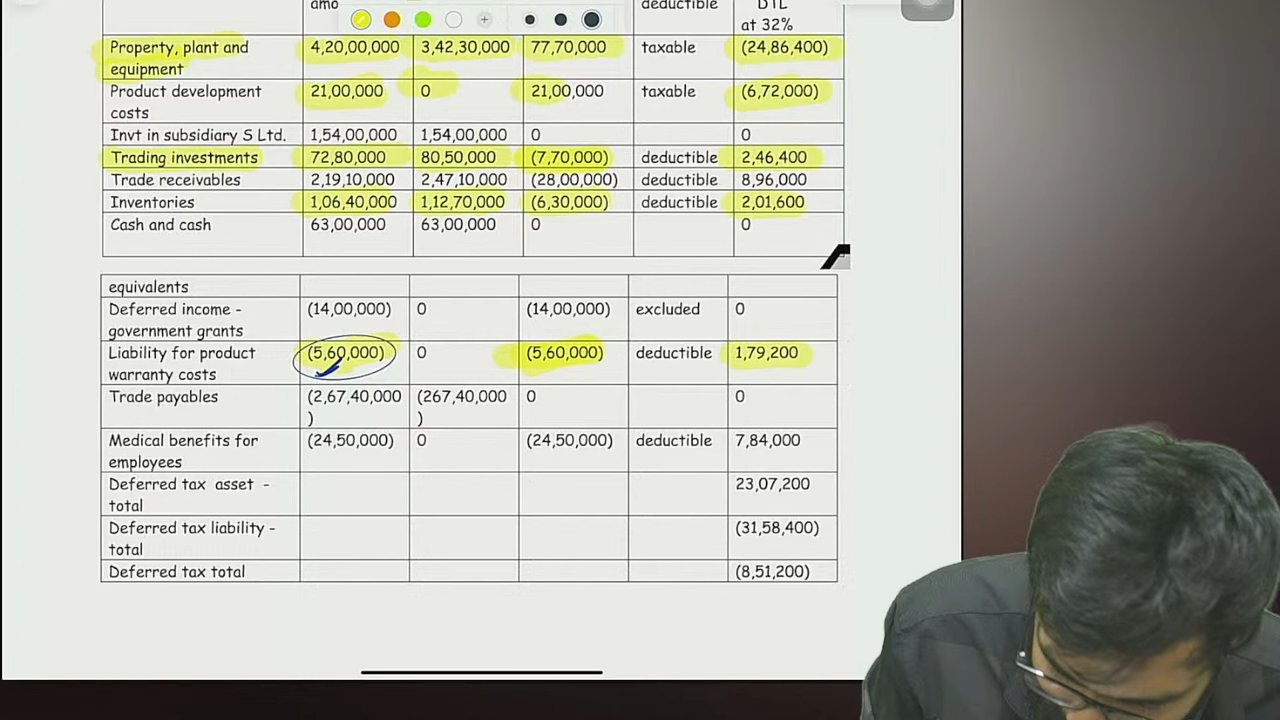 amo deductible DTL
at 32%
Property, plant and 4,20,00,000 3,42,30,000 77,70,000 taxable (24,86,400)
equipment
Product development 21,00,000 0 21,00,000 taxable (6,72,000)
costs
Invt in subsidiary S Ltd. 1,54,00,000 1,54,00,000 0 0
Trading investments 72,80,000 80,50,000 (7,70,000) deductible 2,46,400
Trade receivables 2,19,10,000 2,47,10,000 (28,00,000) deductible 8,96,000
Inventories 1,06,40,000 1,12,70,000 (6,30,000) deductible 2,01,600
Cash and cash 63,00,000 63,00,000 0 0
equivalents
Deferred income - (14,00,000) 0 (14,00,000) excluded 0
government grants
Liability for product (5,60,000) 0 (5,60,000) deductible 1,79,200
warranty costs
Trade payables (2,67,40,000 (267,40,000 0 0
) )
Medical benefits for (24,50,000) 0 (24,50,000) deductible 7,84,000
employees
Deferred tax asset - 23,07,200
total
Deferred tax liability - (31,58,400)
total
Deferred tax total (8,51,200)